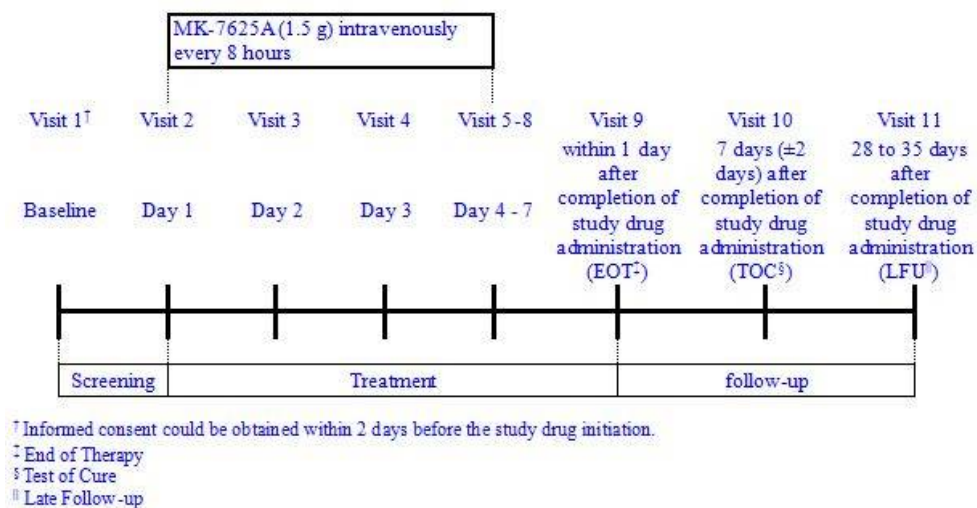 MK-7625A (1.5 g) intravenously
every 8 hours
Visit 1†
Visit 2
Visit 3
Visit 4
Visit 5-8
Visit 9
Visit 10
Visit 11
Baseline
Day 1
Day 2
Day 3
Day 4 - 7
within 1 day
after
completion of
study drug
administration
(EOT‡)
7 days (±2
days) after
completion of
study drug
administration
(TOC§)
28 to 35 days
after
completion of
study drug
administration
(LFU||)
Screening
Treatment
follow-up
† Informed consent could be obtained within 2 days before the study drug initiation.
‡ End of Therapy
§ Test of Cure
|| Late Follow-up